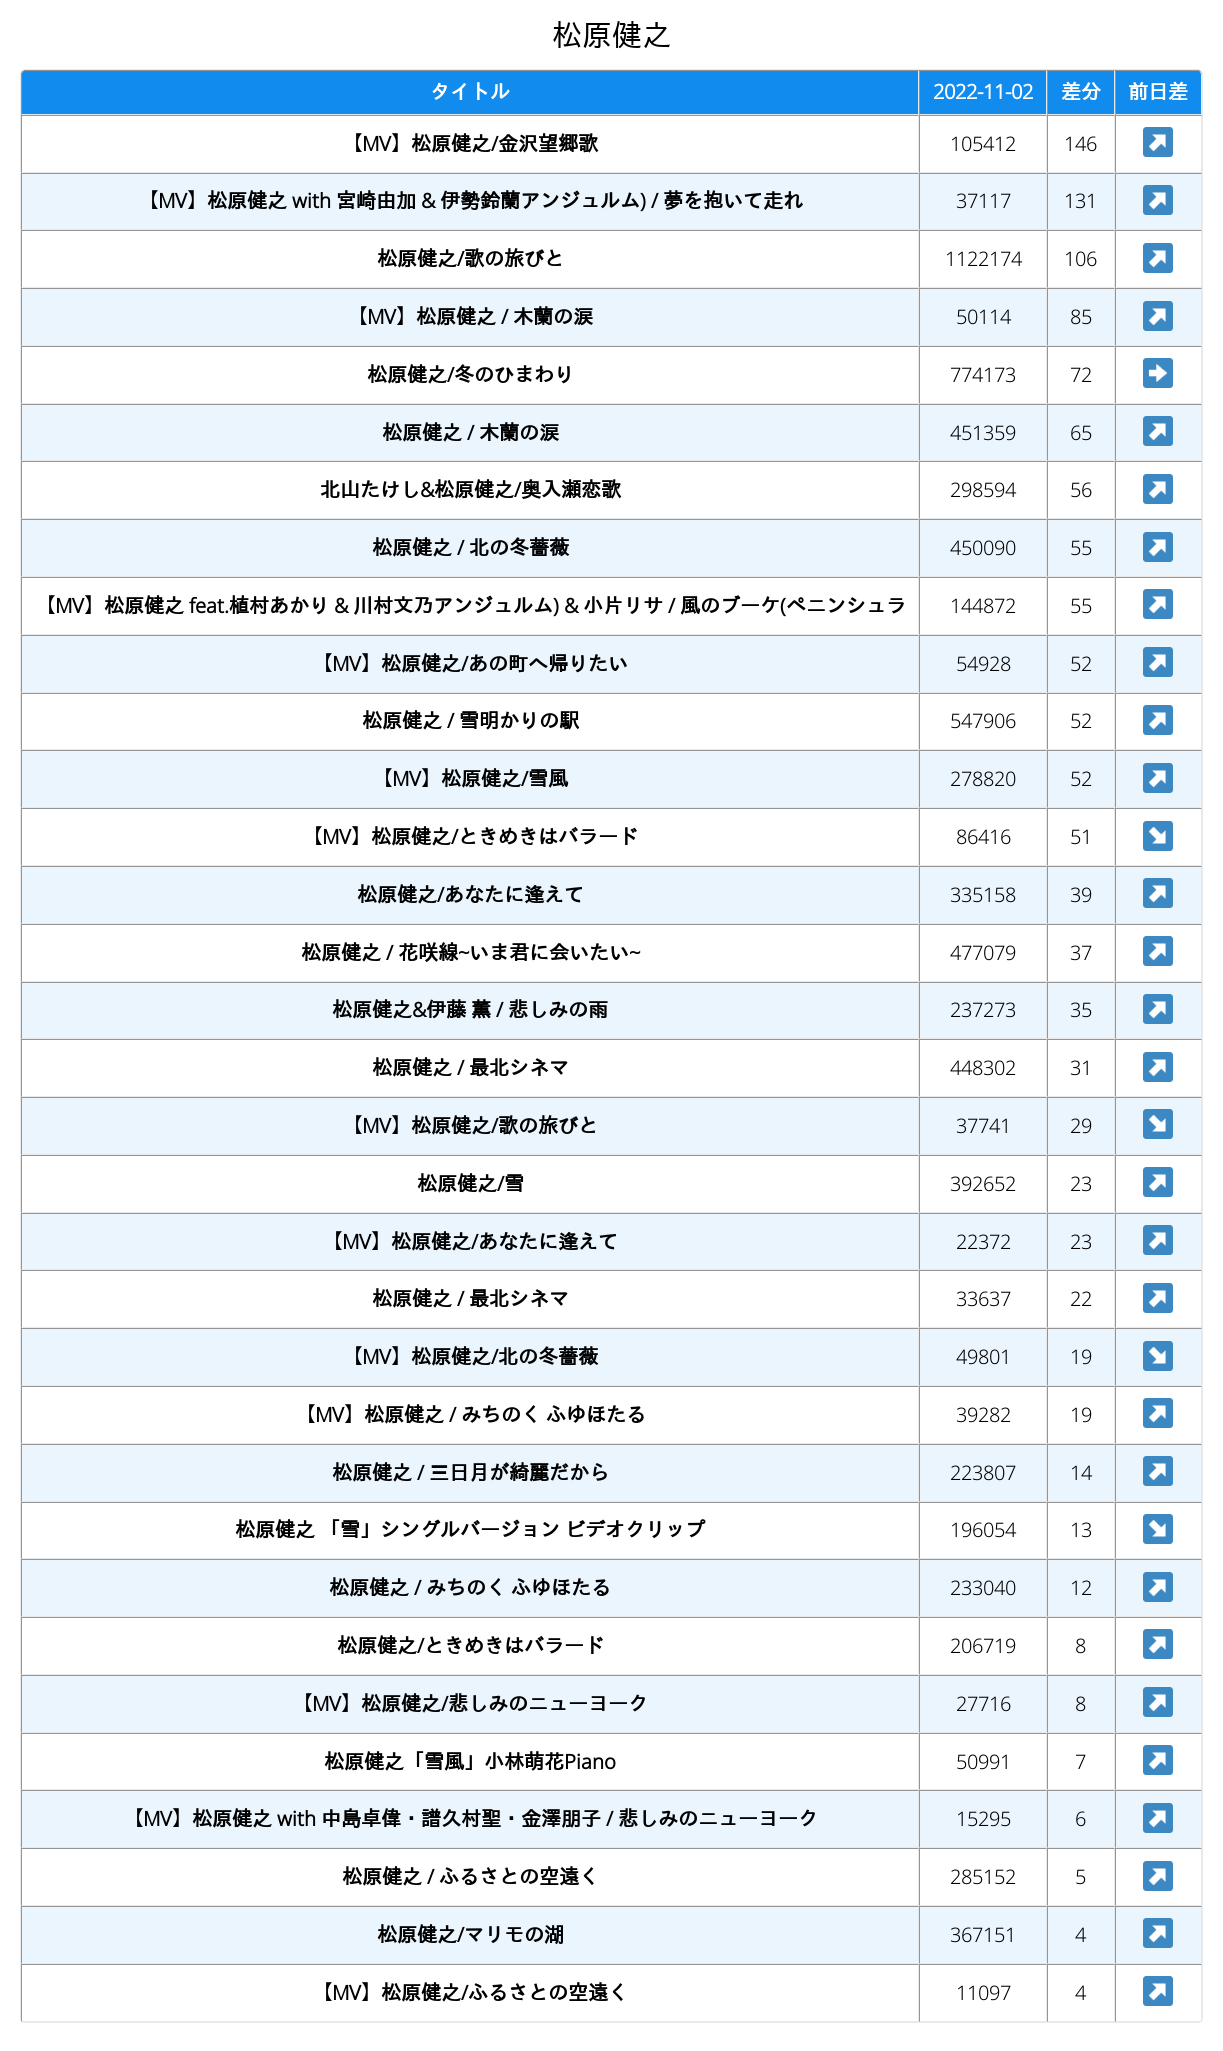 松原健之
タイトル 2022-11-02 差分 前日差
【MV】松原健之/金沢望郷歌 105412 146
【MV】松原健之 with 宮崎由加 & 伊勢鈴蘭アンジュルム) / 夢を抱いて走れ 37117 131
松原健之/歌の旅びと 1122174 106
【MV】松原健之 / 木蘭の涙 50114 85
松原健之/冬のひまわり 774173 72
松原健之 / 木蘭の涙 451359 65
北山たけし&松原健之/奥入瀬恋歌 298594 56
松原健之 / 北の冬薔薇 450090 55
【MV】松原健之 feat.植村あかり & 川村文乃アンジュルム) & 小片リサ / 風のブーケ(ペニンシュラ 144872 55
【MV】松原健之/あの町へ帰りたい 54928 52
松原健之 / 雪明かりの駅 547906 52
【MV】松原健之/雪風 278820 52
【MV】松原健之/ときめきはバラード 86416 51
松原健之/あなたに逢えて 335158 39
松原健之 / 花咲線~いま君に会いたい~ 477079 37
松原健之&伊藤 薫 / 悲しみの雨 237273 35
松原健之 / 最北シネマ 448302 31
【MV】松原健之/歌の旅びと 37741 29
松原健之/雪 392652 23
【MV】松原健之/あなたに逢えて 22372 23
松原健之 / 最北シネマ 33637 22
【MV】松原健之/北の冬薔薇 49801 19
【MV】松原健之 / みちのく ふゆほたる 39282 19
松原健之 / 三日月が綺麗だから 223807 14
松原健之 「雪」シングルバージョン ビデオクリップ 196054 13
松原健之 / みちのく ふゆほたる 233040 12
松原健之/ときめきはバラード 206719 8
【MV】松原健之/悲しみのニューヨーク 27716 8
松原健之「雪風」小林萌花Piano 50991 7
【MV】松原健之 with 中島卓偉・譜久村聖・金澤朋子 / 悲しみのニューヨーク 15295 6
松原健之 / ふるさとの空遠く 285152 5
松原健之/マリモの湖 367151 4
【MV】松原健之/ふるさとの空遠く 11097 4